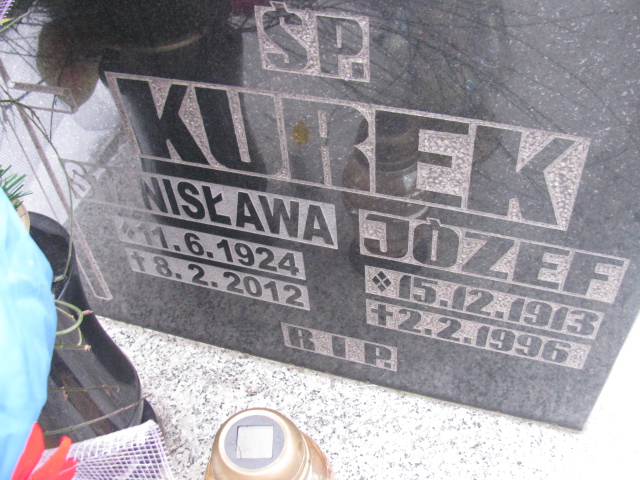 ŚP.
KUREK
NISŁAWA
11.6.1924
† 8.2.2012
JÓZEF
15.12.1913
† 2.2.1996
R I P.